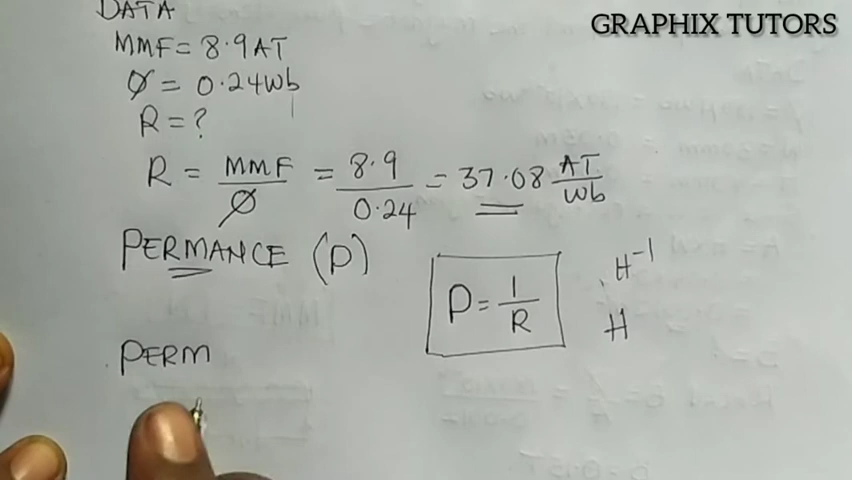 GRAPHIX TUTORS
DATA
MMF = 8.9AT
Ø = 0.24Wb
R = ?
R = MMF/Ø = 8.9/0.24 = 37.08 AT/Wb
PERMANCE (P)
P = 1/R
H⁻¹
H
PERM